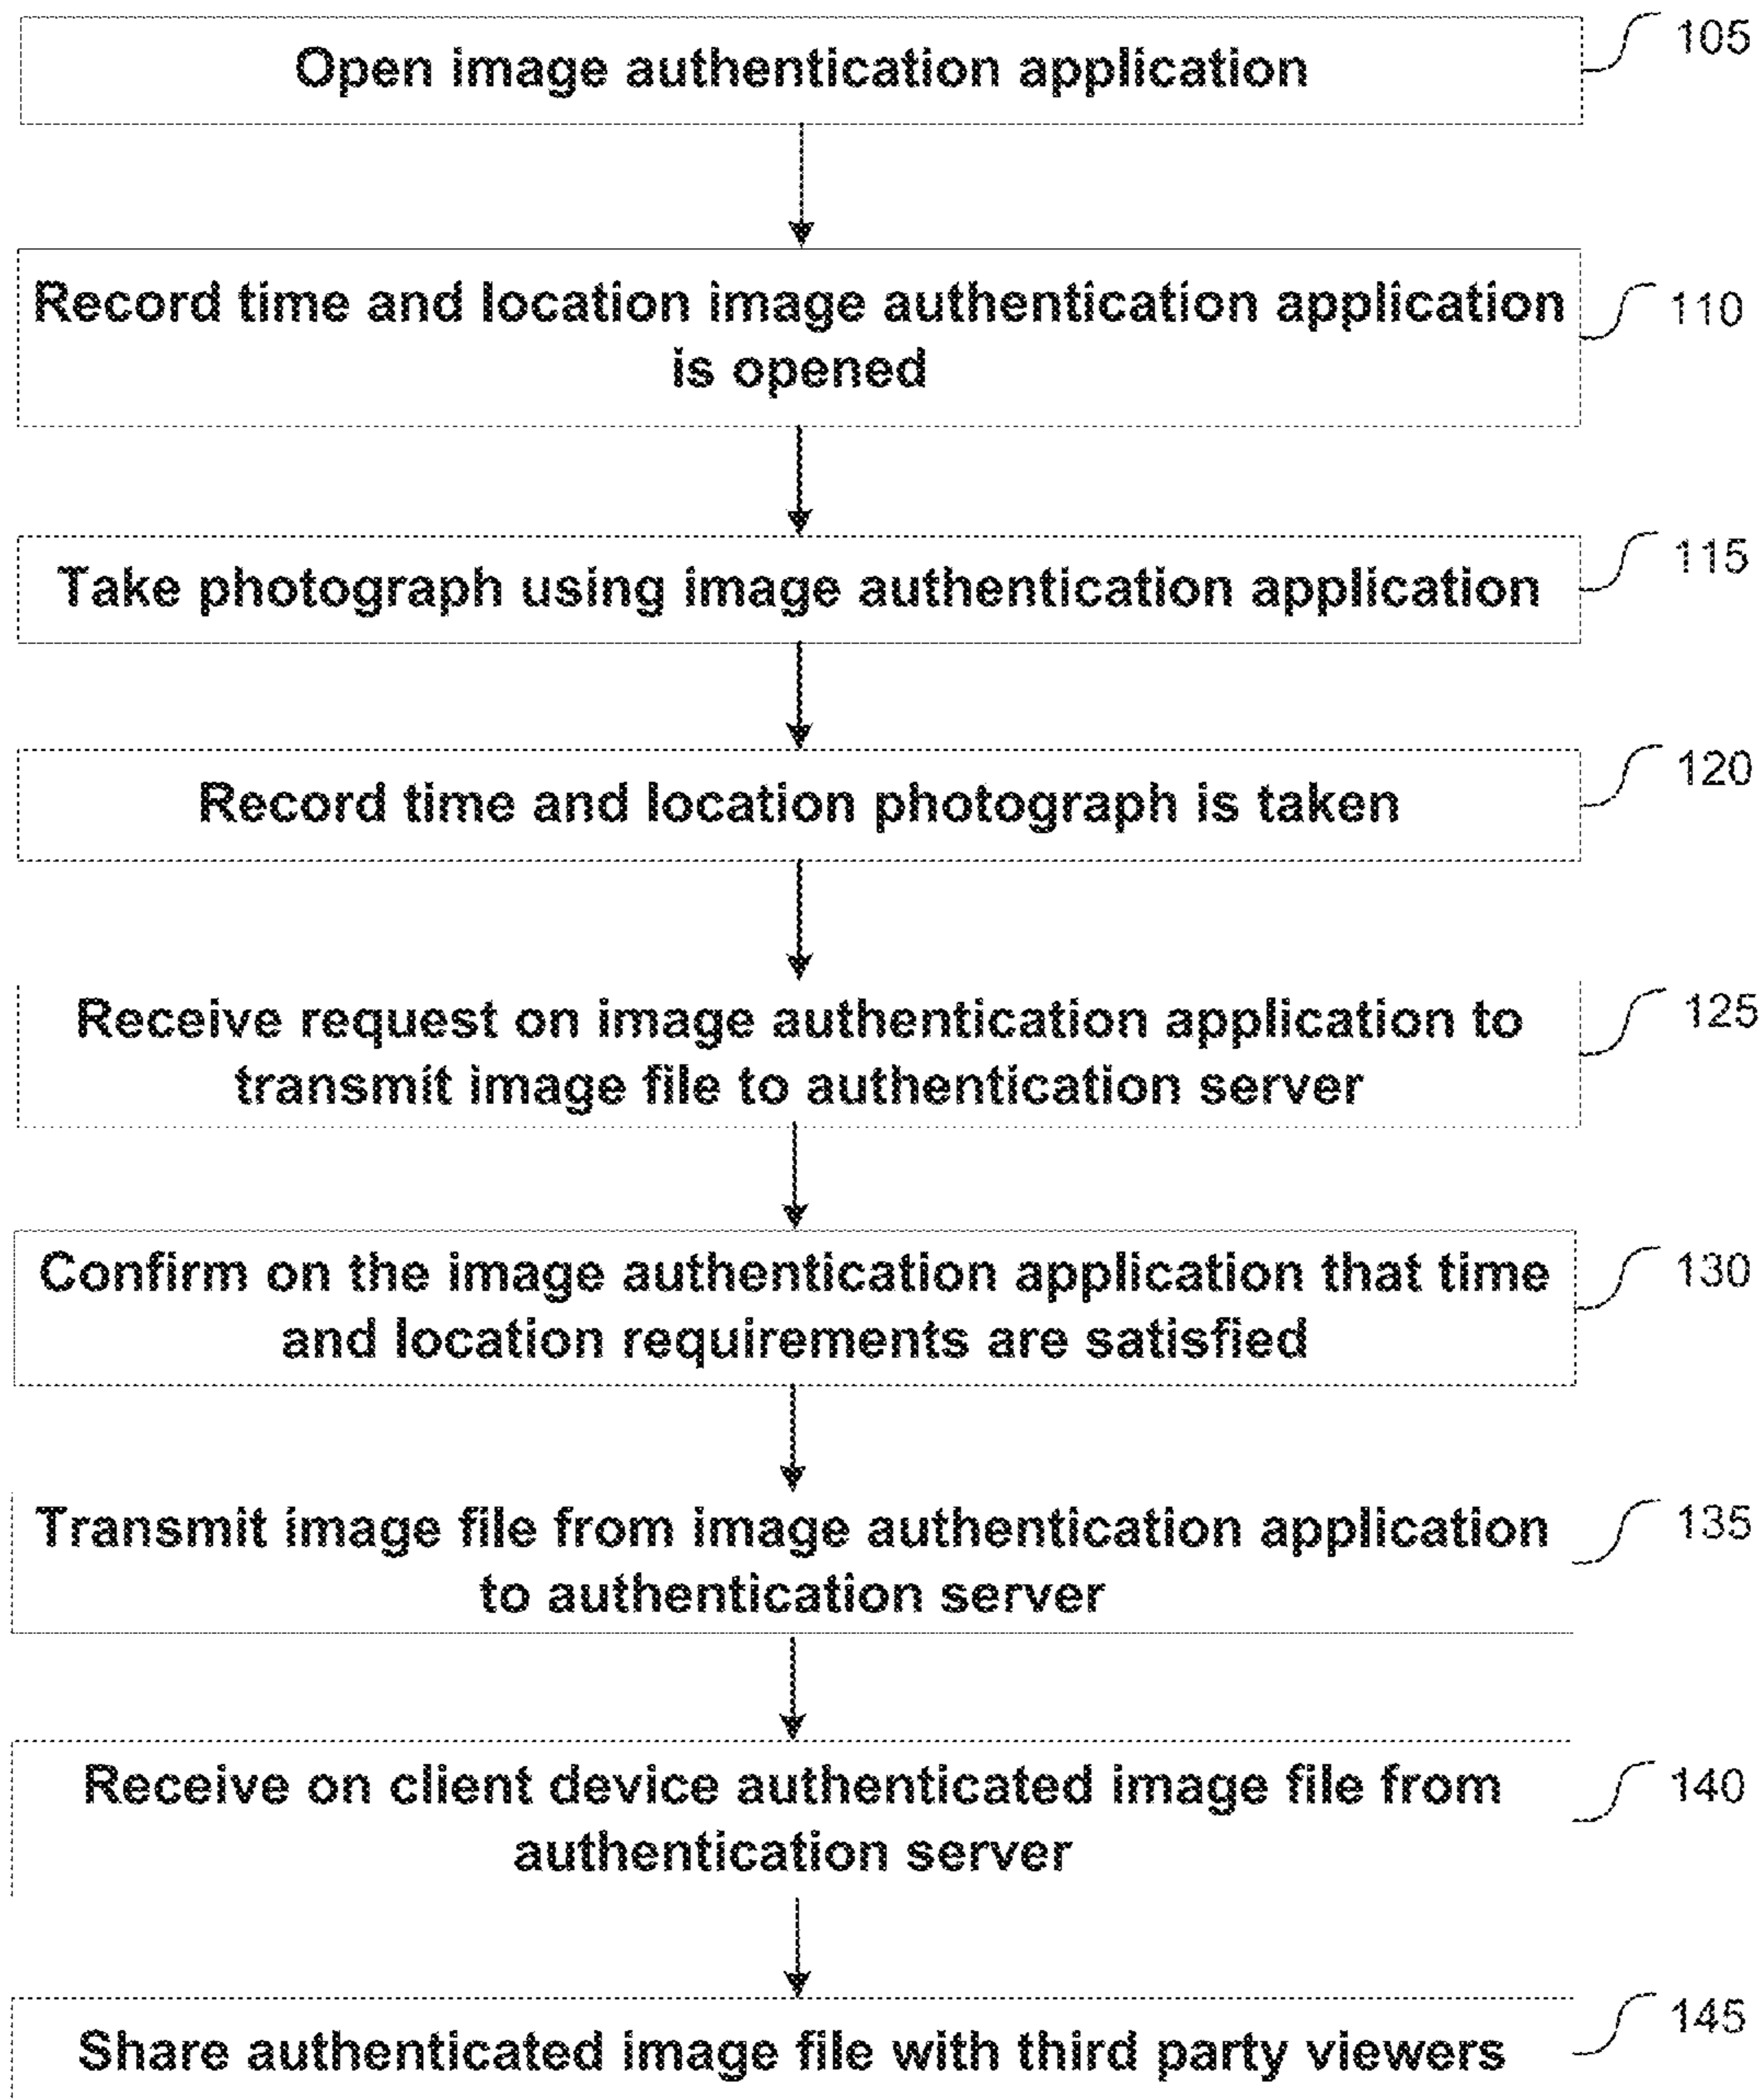 Open image authentication application
105
Record time and location image authentication application
is opened
110
Take photograph using image authentication application
115
Record time and location photograph is taken
120
Receive request on image authentication application to
transmit image file to authentication server
125
Confirm on the image authentication application that time
and location requirements are satisfied
130
Transmit image file from image authentication application
to authentication server
135
Receive on client device authenticated image file from
authentication server
140
Share authenticated image file with third party viewers
145